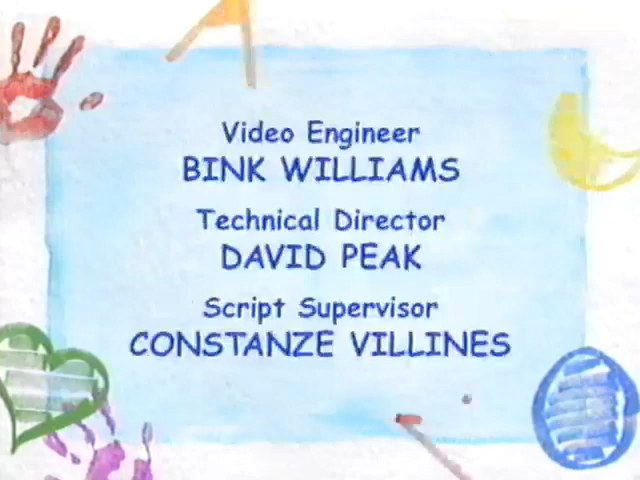 Video Engineer
BINK WILLIAMS
Technical Director
DAVID PEAK
Script Supervisor
CONSTANZE VILLINES